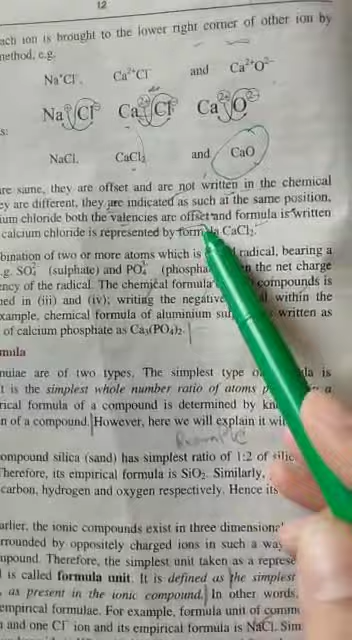 12
ach ion is brought to the lower right corner of other ion by
method, e.g.
Na⁺Cl⁻, Ca²⁺Cl⁻ and Ca²⁺O²⁻
Na Cl Ca Cl Ca O
s:
NaCl, CaCl₂ and CaO
are same, they are offset and are not written in the chemical
ey are different, they are indicated as such at the same position,
ium chloride both the valencies are offset and formula is written
calcium chloride is represented by formula CaCl₂.
bination of two or more atoms which is radical, bearing a
.g. SO₄²⁻ (sulphate) and PO₄³⁻ (phospha n the net charge
ency of the radical. The chemical formula compounds is
ned in (iii) and (iv); writing the negative within the
xample, chemical formula of aluminium sul written as
of calcium phosphate as Ca₃(PO₄)₂.
mula
mulae are of two types. The simplest type o la is
t is the simplest whole number ratio of atoms p a
rical formula of a compound is determined by kn
n of a compound. However, here we will explain it wi
Example
ompound silica (sand) has simplest ratio of 1:2 of silic
Therefore, its empirical formula is SiO₂. Similarly,
carbon, hydrogen and oxygen respectively. Hence its
arlier, the ionic compounds exist in three dimensional
rrounded by oppositely charged ions in such a way
mpound. Therefore, the simplest unit taken as a represe
l is called formula unit. It is defined as the simplest
, as present in the ionic compound. In other words,
empirical formulae. For example, formula unit of comm
and one Cl⁻ ion and its empirical formula is NaCl. Sim